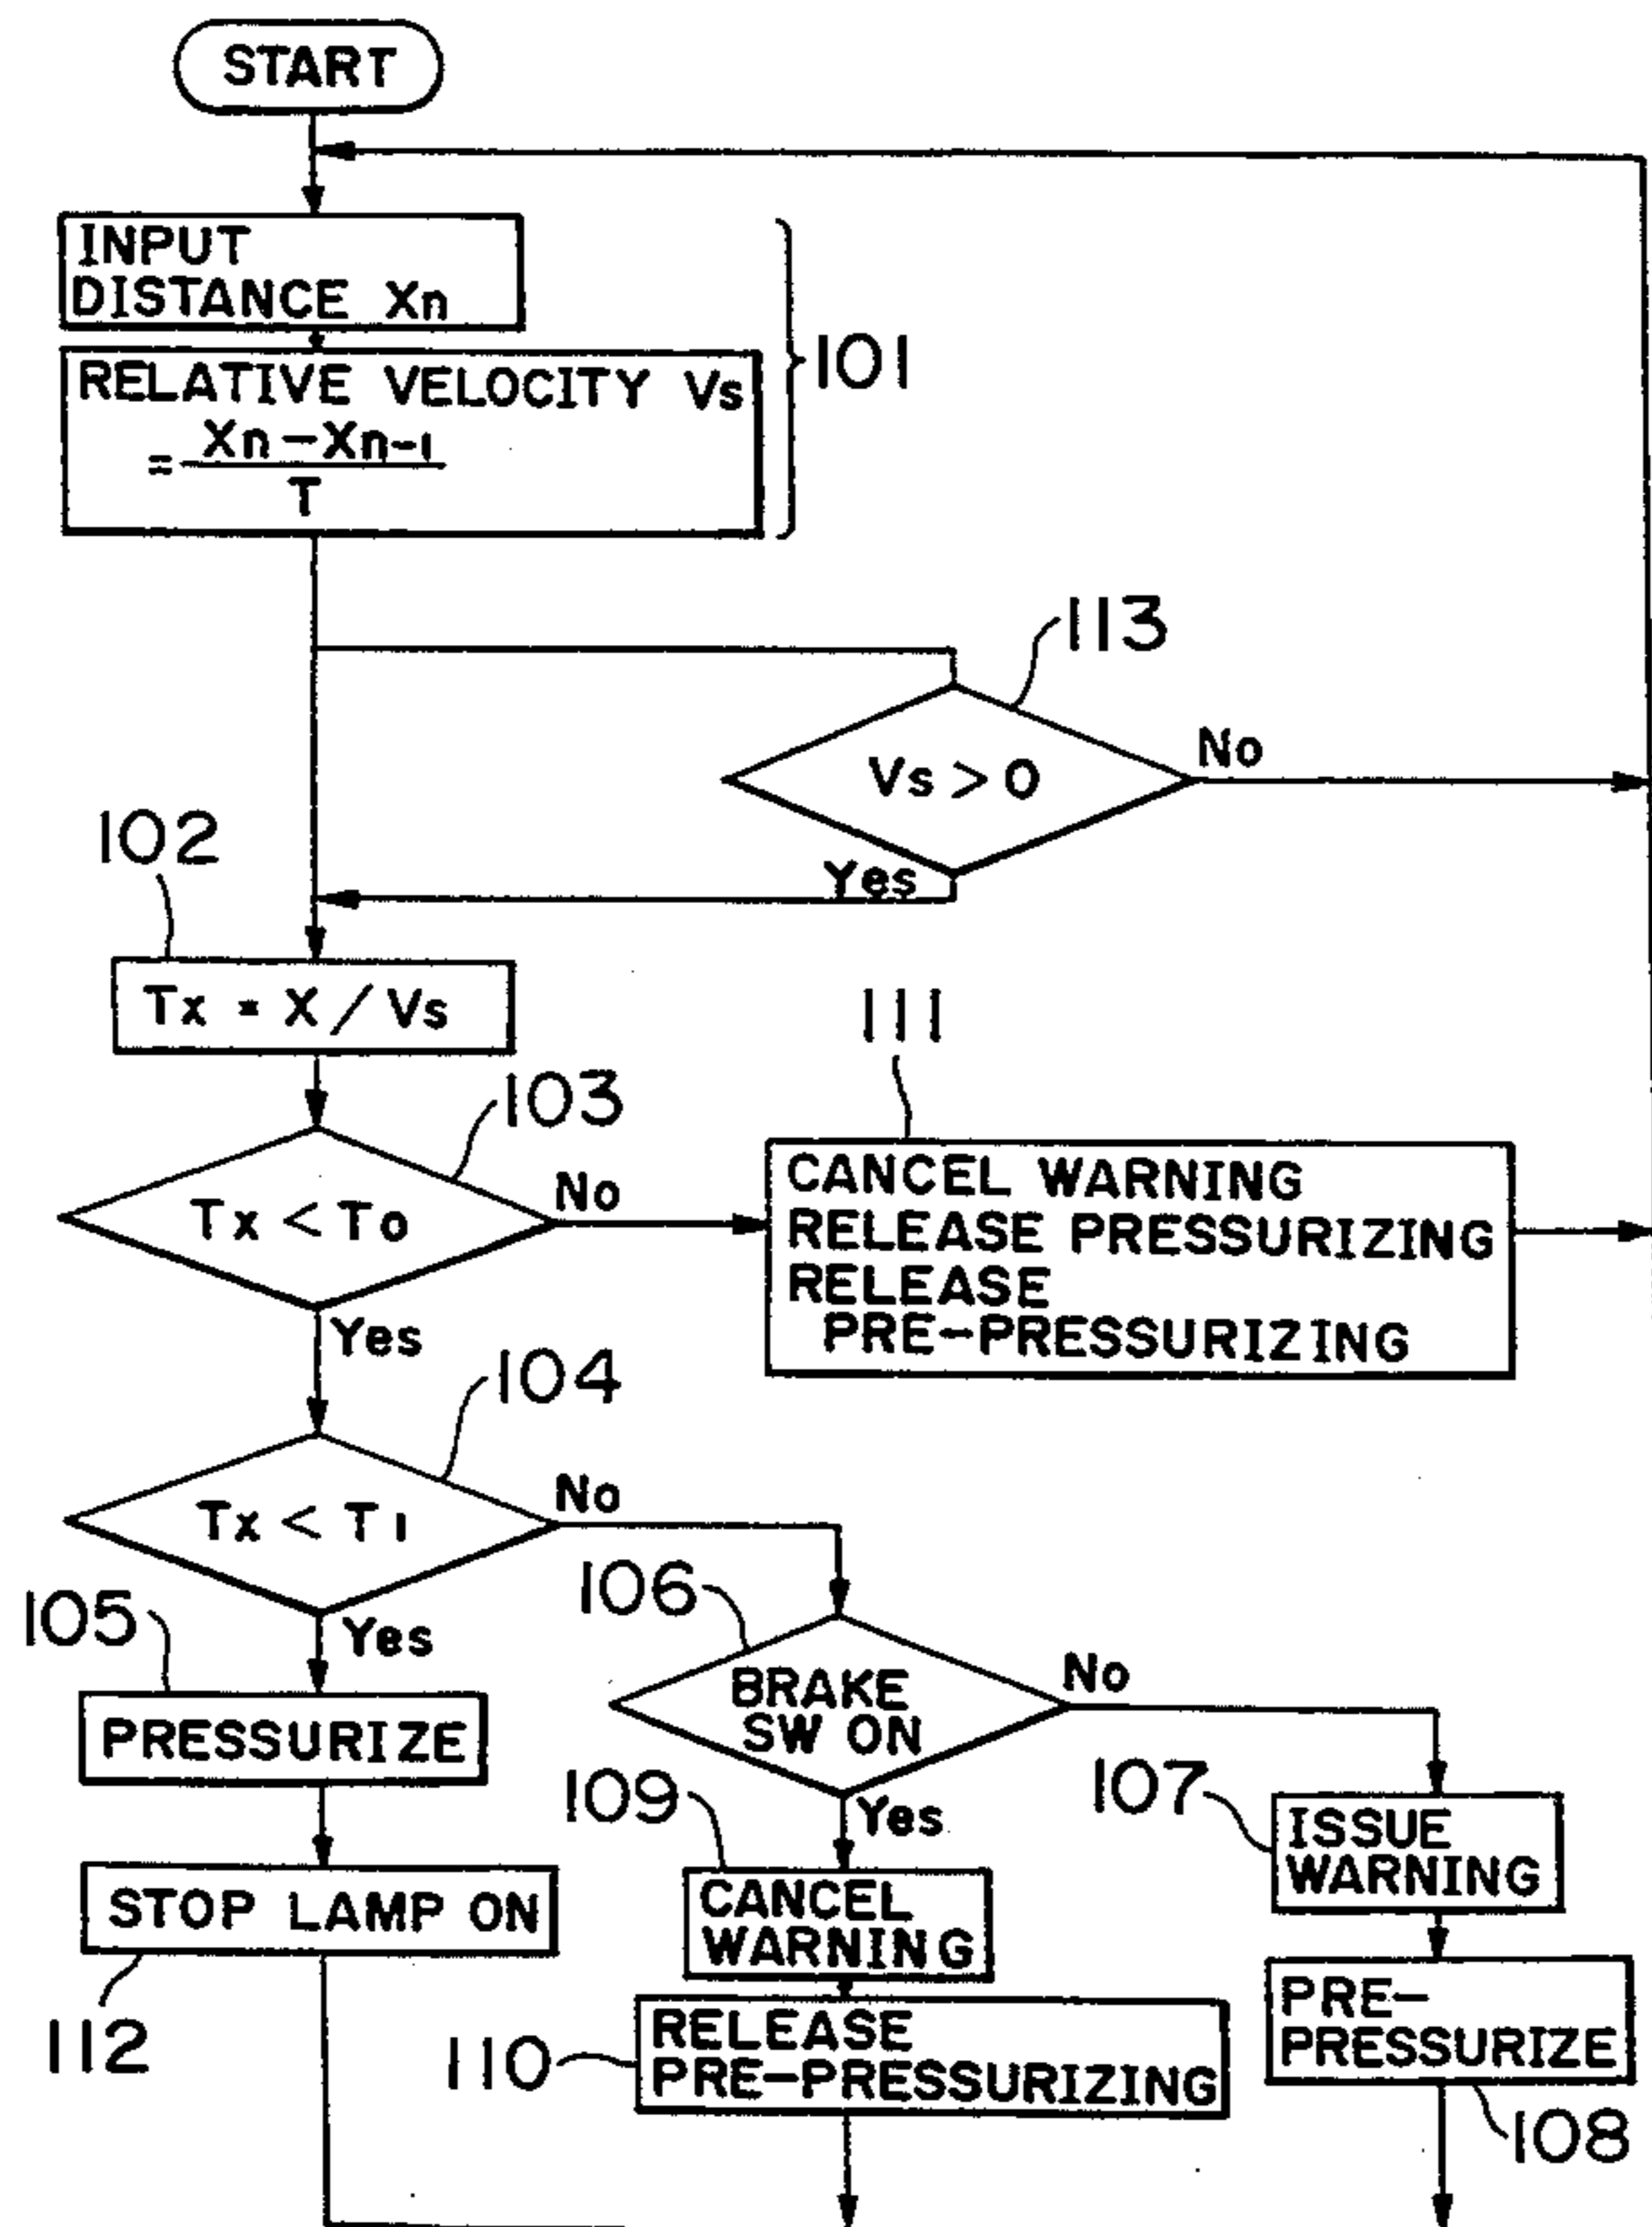 START
INPUT
DISTANCE Xn
RELATIVE VELOCITY Vs
= Xn-Xn-1
T
101
113
Vs > 0
No
Yes
102
Tx = X / Vs
111
103
Tx < To
No
CANCEL WARNING
RELEASE PRESSURIZING
RELEASE
PRE-PRESSURIZING
Yes
104
Tx < T1
No
105
Yes
106
BRAKE
SW ON
No
PRESSURIZE
109
Yes
107
ISSUE
WARNING
STOP LAMP ON
CANCEL
WARNING
112
110
RELEASE
PRE-PRESSURIZING
PRE-
PRESSURIZE
108